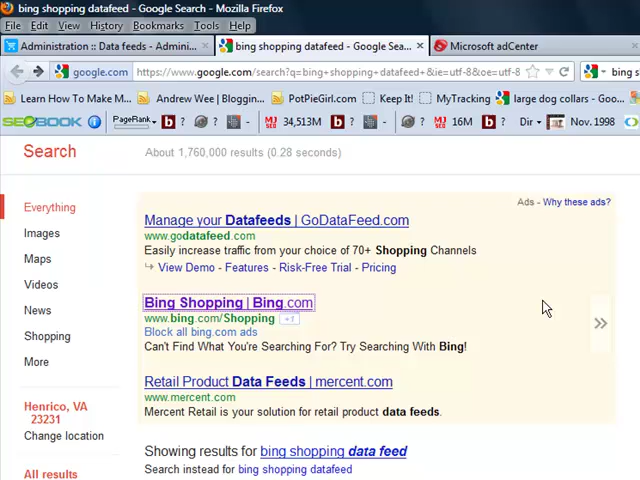 bing shopping datafeed - Google Search - Mozilla Firefox
File Edit View History Bookmarks Tools Help
Administration :: Data feeds - Admini... × bing shopping datafeed - Google Sea... × Microsoft adCenter
google.com https://www.google.com/search?q=bing+shopping+datafeed+&ie=utf-8&oe=utf-8 bing s
Learn How To Make M... Andrew Wee | Bloggin... PotPieGirl.com Keep It! MyTracking large dog collars - Goo...
SEOBOOK PageRank b ? MJ SEO 34,513M b ? MJ SEO 16M b ? Dir Nov. 1998
Search About 1,760,000 results (0.28 seconds)
Everything
Images
Maps
Videos
News
Shopping
More
Henrico, VA
23231
Change location
All results
Ads - Why these ads?
Manage your Datafeeds | GoDataFeed.com
www.godatafeed.com
Easily increase traffic from your choice of 70+ Shopping Channels
View Demo - Features - Risk-Free Trial - Pricing
Bing Shopping | Bing.com
www.bing.com/Shopping +1
Block all bing.com ads
Can't Find What You're Searching For? Try Searching With Bing!
»
Retail Product Data Feeds | mercent.com
www.mercent.com
Mercent Retail is your solution for retail product data feeds.
Showing results for bing shopping data feed
Search instead for bing shopping datafeed